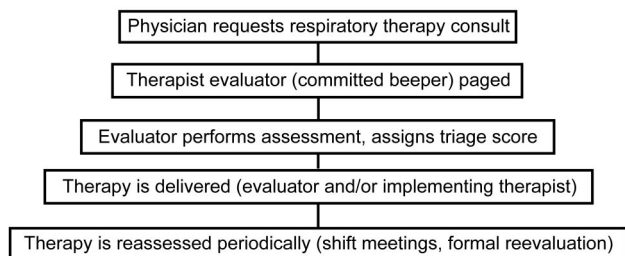 Physician requests respiratory therapy consult
Therapist evaluator (committed beeper) paged
Evaluator performs assessment, assigns triage score
Therapy is delivered (evaluator and/or implementing therapist)
Therapy is reassessed periodically (shift meetings, formal reevaluation)